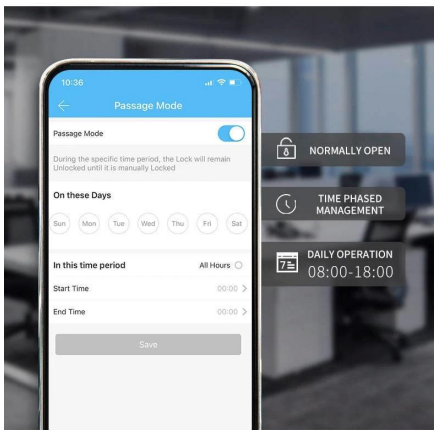 10:36
Passage Mode
Passage Mode
During the specific time period, the Lock will remain
Unlocked until it is manually Locked
On these Days
Sun Mon Tue Wed Thu Fri Sat
In this time period All Hours
Start Time 00:00
End Time 00:00
Save
NORMALLY OPEN
TIME PHASED
MANAGEMENT
7
DAILY OPERATION
08:00-18:00